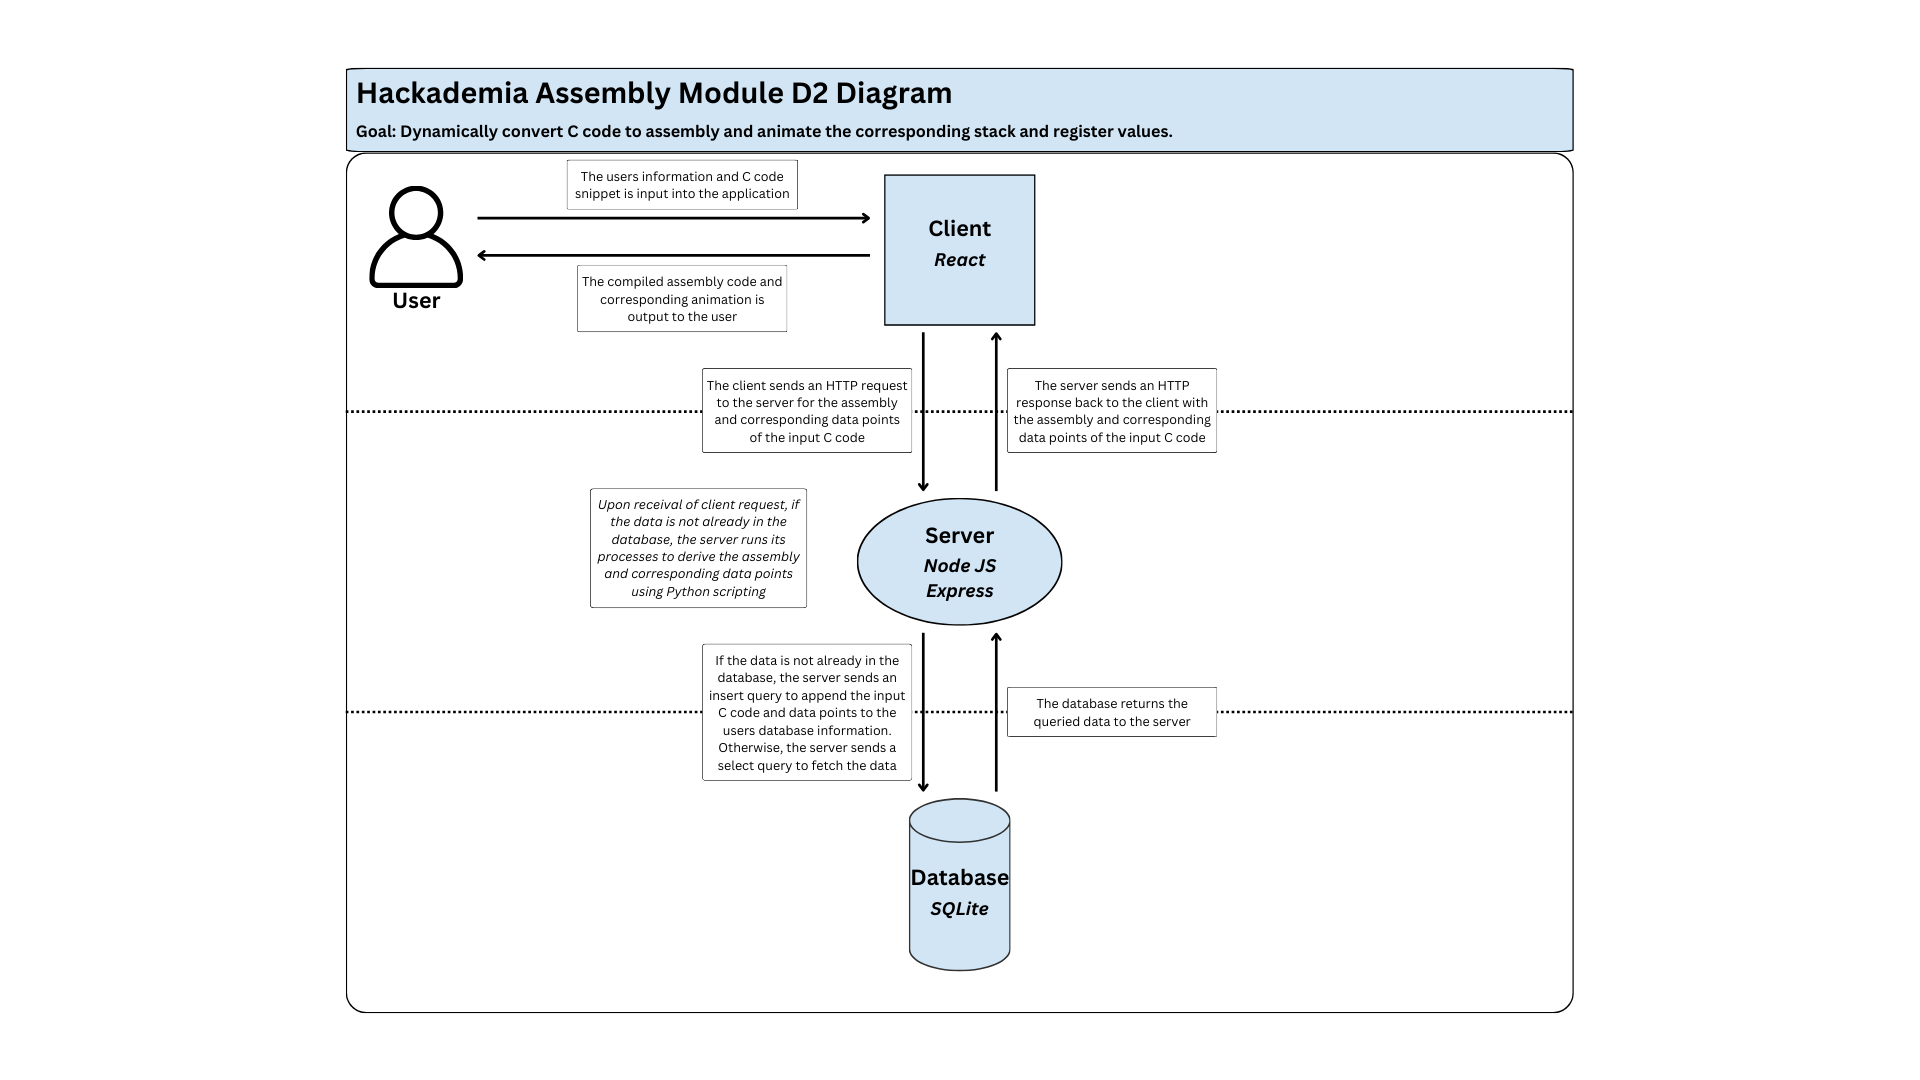 Hackademia Assembly Module D2 Diagram
Goal: Dynamically convert C code to assembly and animate the corresponding stack and register values.
The users information and C code
snippet is input into the application
Client
React
The compiled assembly code and
corresponding animation is
output to the user
User
The client sends an HTTP request
to the server for the assembly
and corresponding data points
of the input C code
The server sends an HTTP
response back to the client with
the assembly and corresponding
data points of the input C code
Upon receival of client request, if
the data is not already in the
database, the server runs its
processes to derive the assembly
and corresponding data points
using Python scripting
Server
Node JS
Express
If the data is not already in the
database, the server sends an
insert query to append the input
C code and data points to the
users database information.
Otherwise, the server sends a
select query to fetch the data
The database returns the
queried data to the server
Database
SQLite